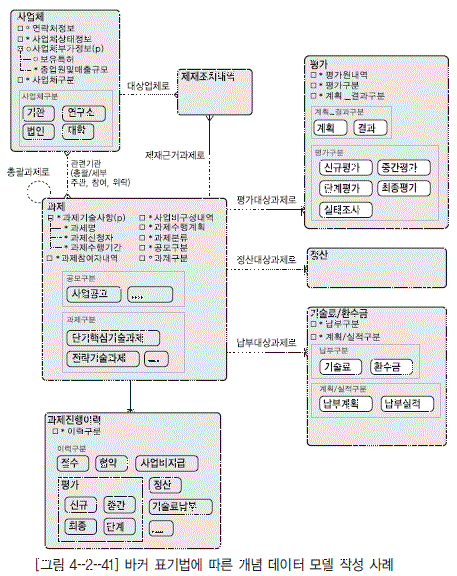 사업체
□ ○ 연락처정보
□ * 사업체상태정보
○ 사업체부가정보(p)
○ 보유특허
* 종업원및매출규모
□ * 사업체구분
사업체구분
기관
연구소
법인
대학
대상업체로
제재조치내역
제재근거과제로
평가
□ * 평가원내역
□ * 평가구분
□ * 계획_결과구분
계획_결과구분
계획
결과
평가구분
신규평가
중간평가
단계평가
최종평가
실태조사
총괄과제로
관련기관
(총괄/세부
주관, 참여, 위탁)
평가대상과제로
과제
* 과제기술사항(p)
* 과제명
* 과제신청자
* 과제수행기간
□ * 과제참여자내역
□ * 사업비구성내역
□ * 과제수행계획
□ * 과제분류
□ * 공모구분
□ * 과제구분
공모구분
사업공고
....
과제구분
단기핵심기술과제
전략기술과제
....
정산대상과제로
정산
납부대상과제로
기술료/환수금
□ * 납부구분
□ * 계획/실적구분
납부구분
기술료
환수금
계획/실적구분
납부계획
납부실적
과제진행이력
□ * 이력구분
이력구분
접수
협약
사업비지급
평가
신규
중간
최종
단계
정산
기술료납부
....
[그림 4-2-41] 바커 표기법에 따른 개념 데이터 모델 작성 사례